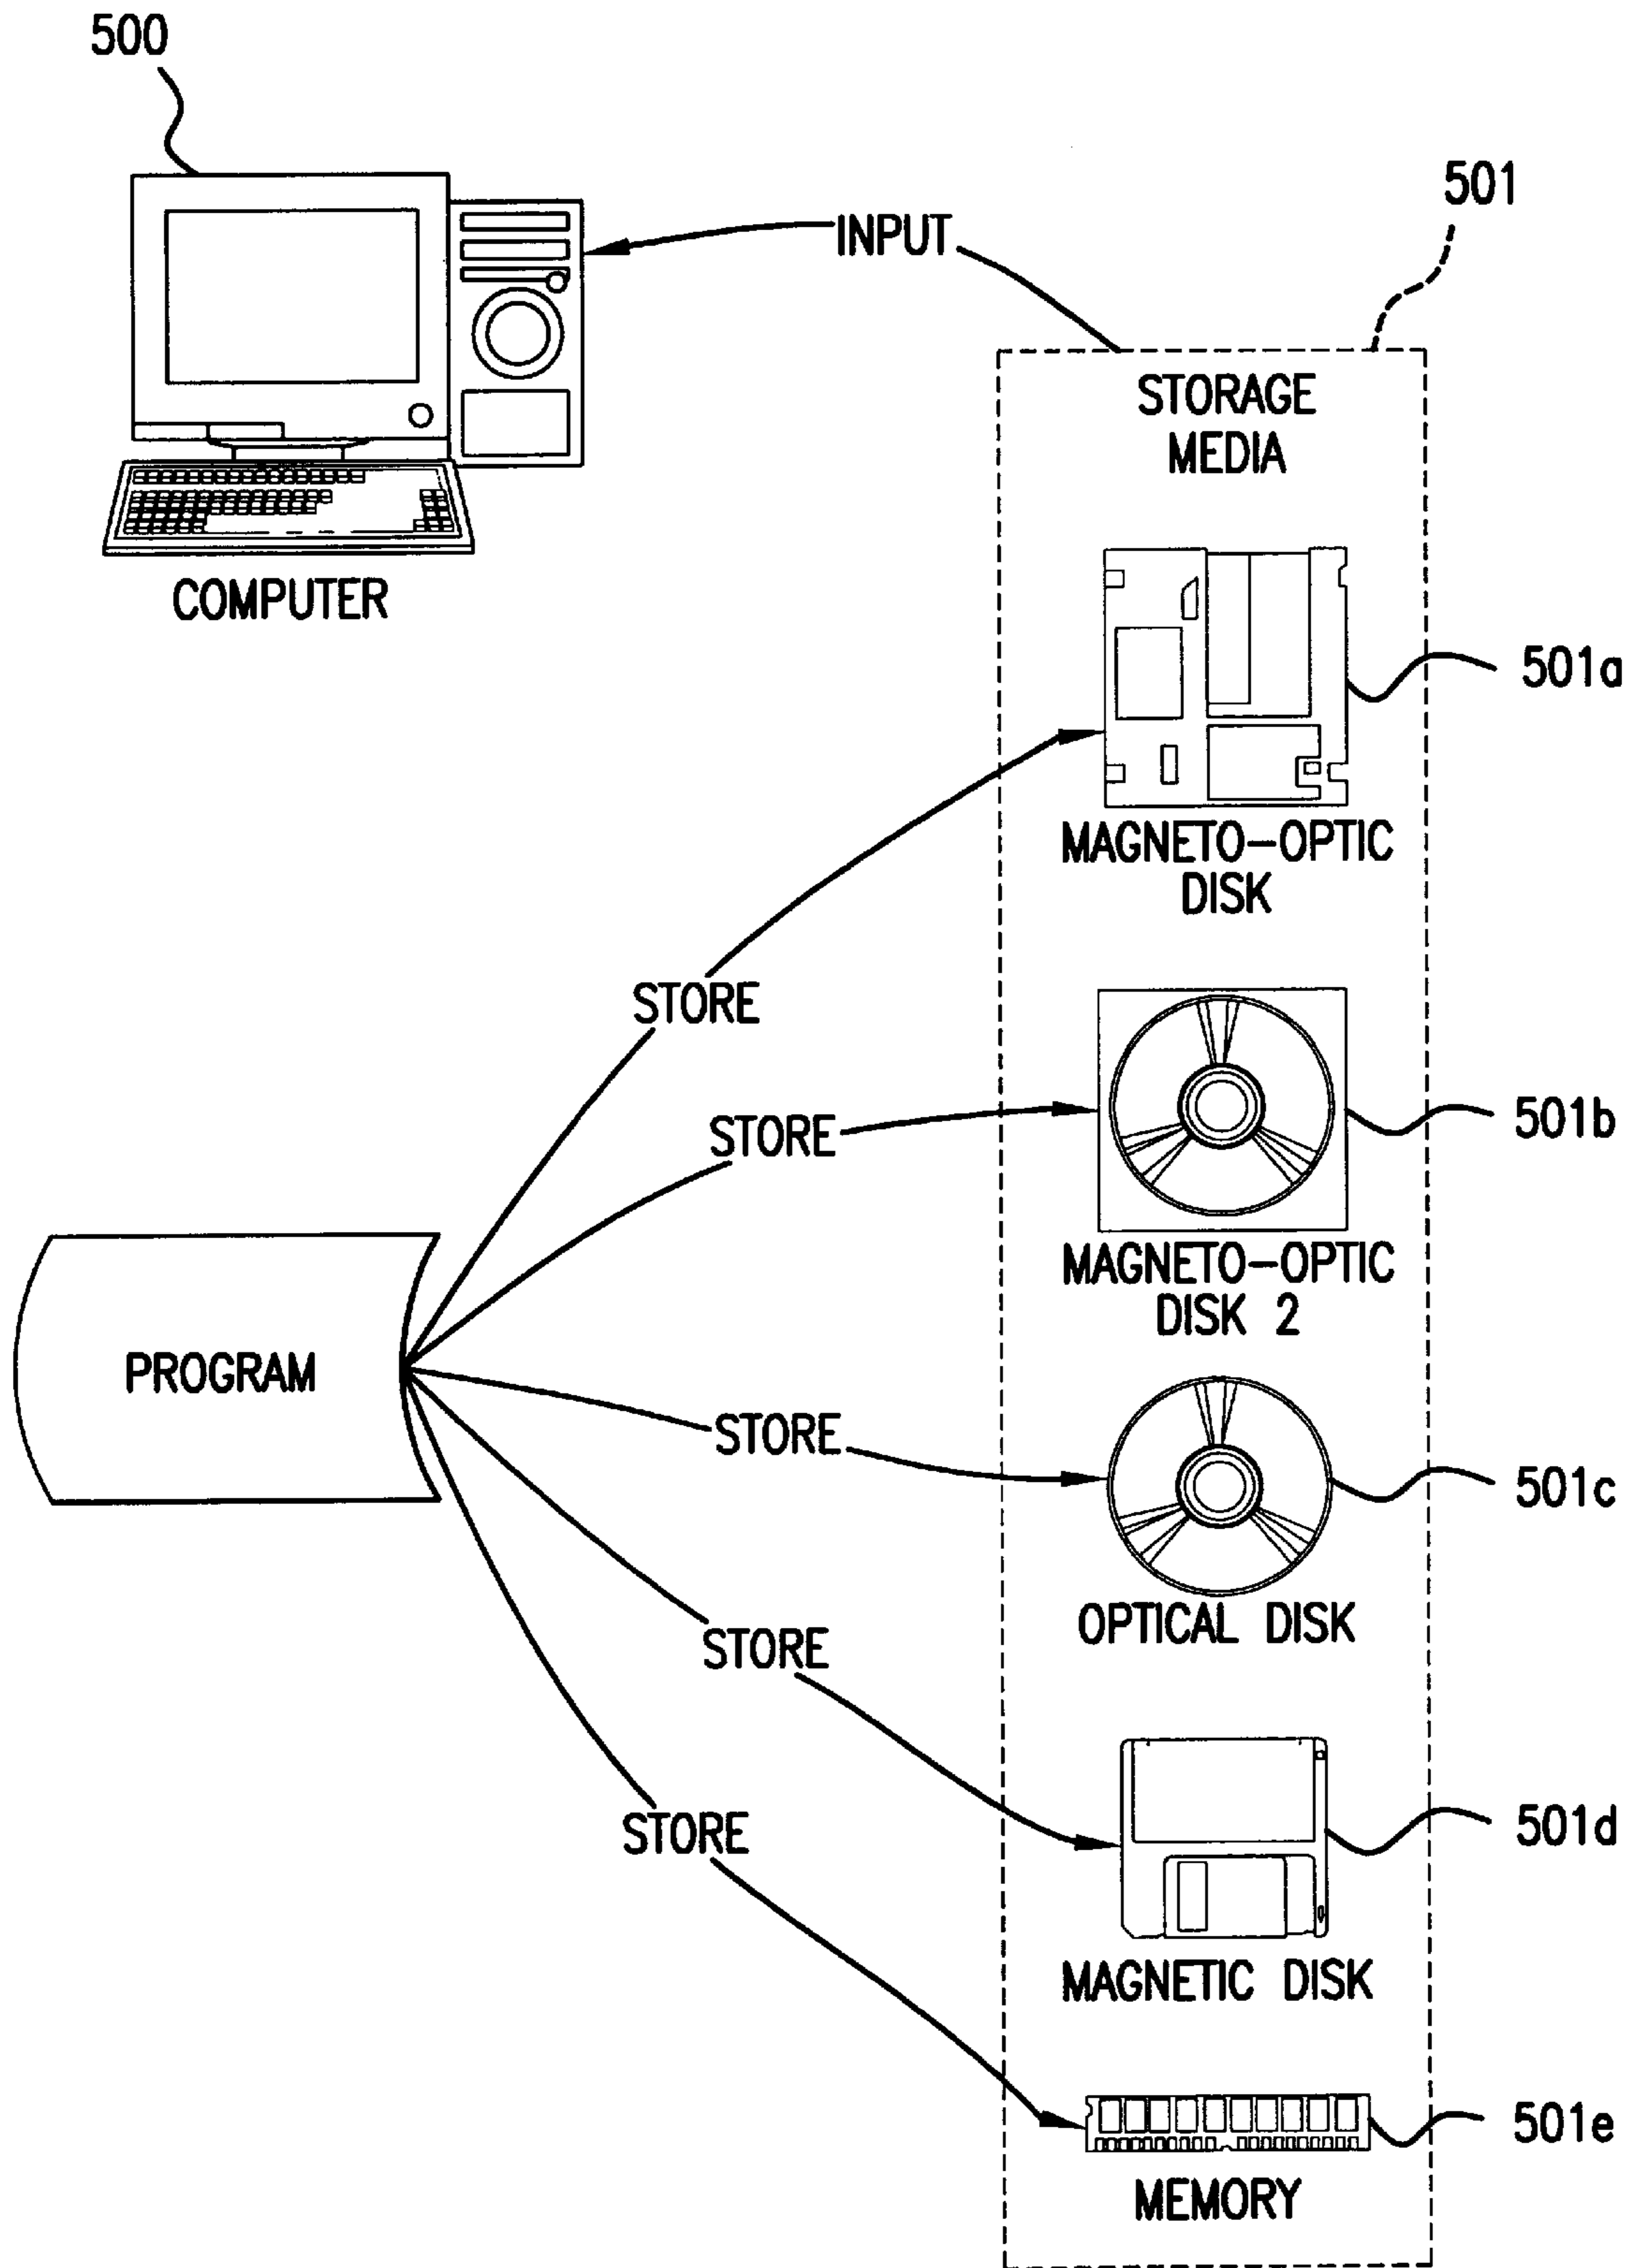 500
501
INPUT
STORAGE
MEDIA
COMPUTER
501a
MAGNETO-OPTIC
DISK
STORE
501b
STORE
MAGNETO-OPTIC
DISK 2
PROGRAM
STORE
501c
OPTICAL DISK
STORE
501d
STORE
MAGNETIC DISK
501e
MEMORY